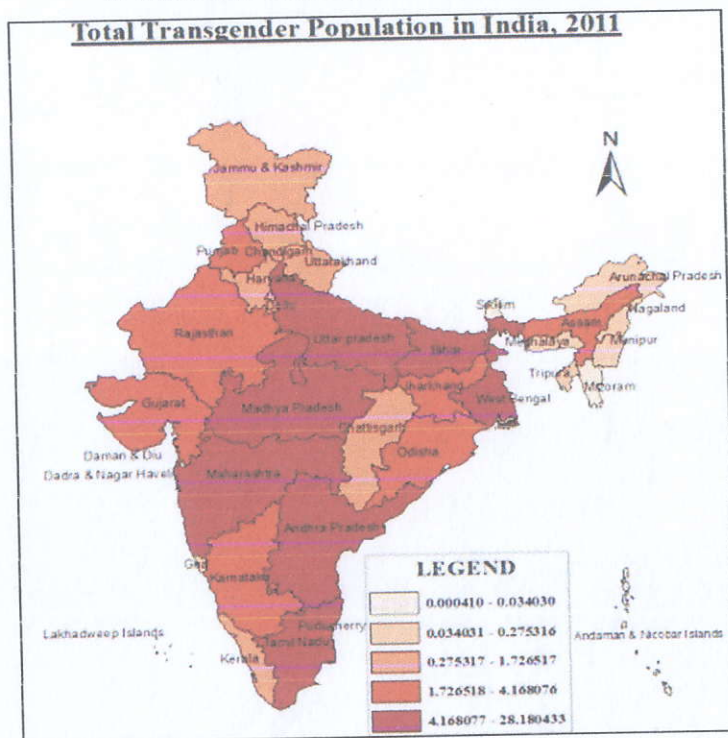 Total Transgender Population in India, 2011
N
Jammu & Kashmir
Himachal Pradesh
Punjab
Chandigarh
Uttarakhand
Haryana
Delhi
Arunachal Pradesh
Sikkim
Nagaland
Rajasthan
Uttar pradesh
Assam
Bihar
Meghalaya
Manipur
Jharkhand
Tripura
Mizoram
Gujarat
Madhya Pradesh
West Bengal
Chattisgarh
Daman & Diu
Odisha
Dadra & Nagar Haveli
Maharashtra
Andhra Pradesh
Goa
Karnataka
LEGEND
0.000410 - 0.034030
0.034031 - 0.275316
0.275317 - 1.726517
1.726518 - 4.168076
4.168077 - 28.180433
Puducherry
Lakhadweep Islands
Tamil Nadu
Kerala
Andaman & Nicobar Islands